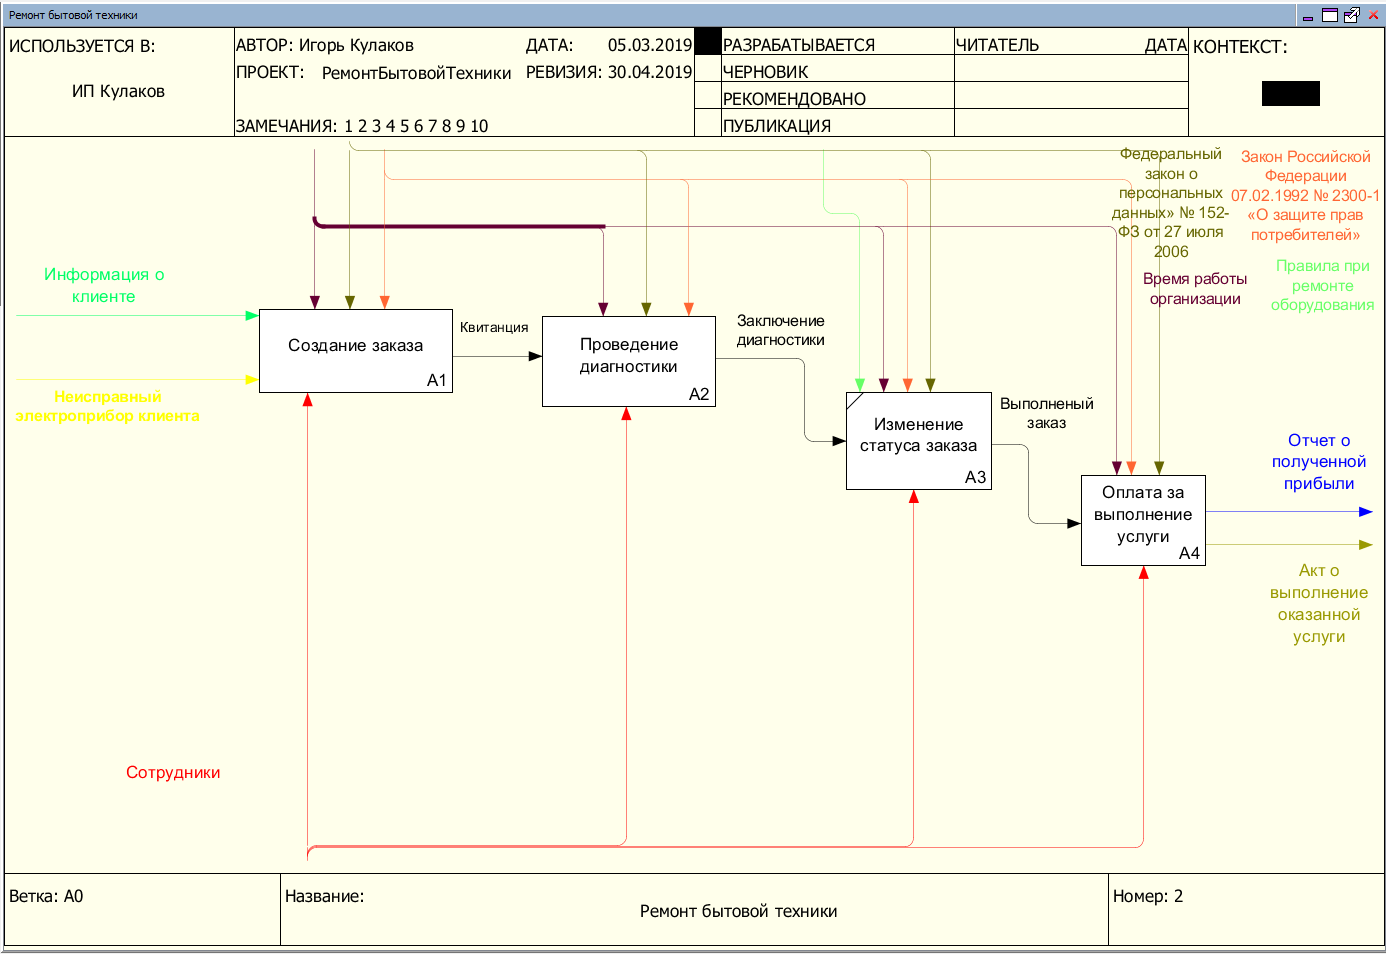 Ремонт бытовой техники
ИСПОЛЬЗУЕТСЯ В:
ИП Кулаков
АВТОР: Игорь Кулаков
ДАТА: 05.03.2019
ПРОЕКТ: РемонтБытовойТехники
РЕВИЗИЯ: 30.04.2019
ЗАМЕЧАНИЯ: 1 2 3 4 5 6 7 8 9 10
РАЗРАБАТЫВАЕТСЯ
ЧЕРНОВИК
РЕКОМЕНДОВАНО
ПУБЛИКАЦИЯ
ЧИТАТЕЛЬ
ДАТА
КОНТЕКСТ:
Федеральный
закон о
персональных
данных» № 152-
ФЗ от 27 июля
2006
Закон Российской
Федерации
07.02.1992 № 2300-1
«О защите прав
потребителей»
Время работы
организации
Правила при
ремонте
оборудования
Информация о
клиенте
Неисправный
электроприбор клиента
Создание заказа
A1
Квитанция
Проведение
диагностики
A2
Заключение
диагностики
Изменение
статуса заказа
A3
Выполненый
заказ
Оплата за
выполнение
услуги
A4
Отчет о
полученной
прибыли
Акт о
выполнение
оказанной
услуги
Сотрудники
Ветка: A0
Название:
Ремонт бытовой техники
Номер: 2